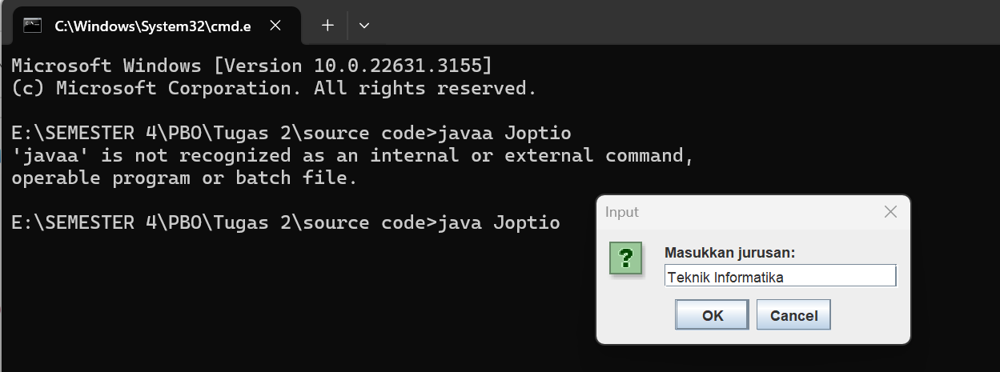 C:\Windows\System32\cmd.e
Microsoft Windows [Version 10.0.22631.3155]
(c) Microsoft Corporation. All rights reserved.
E:\SEMESTER 4\PBO\Tugas 2\source code>javaa Joptio
'javaa' is not recognized as an internal or external command,
operable program or batch file.
E:\SEMESTER 4\PBO\Tugas 2\source code>java Joptio
Input
?
Masukkan jurusan:
Teknik Informatika
OK Cancel